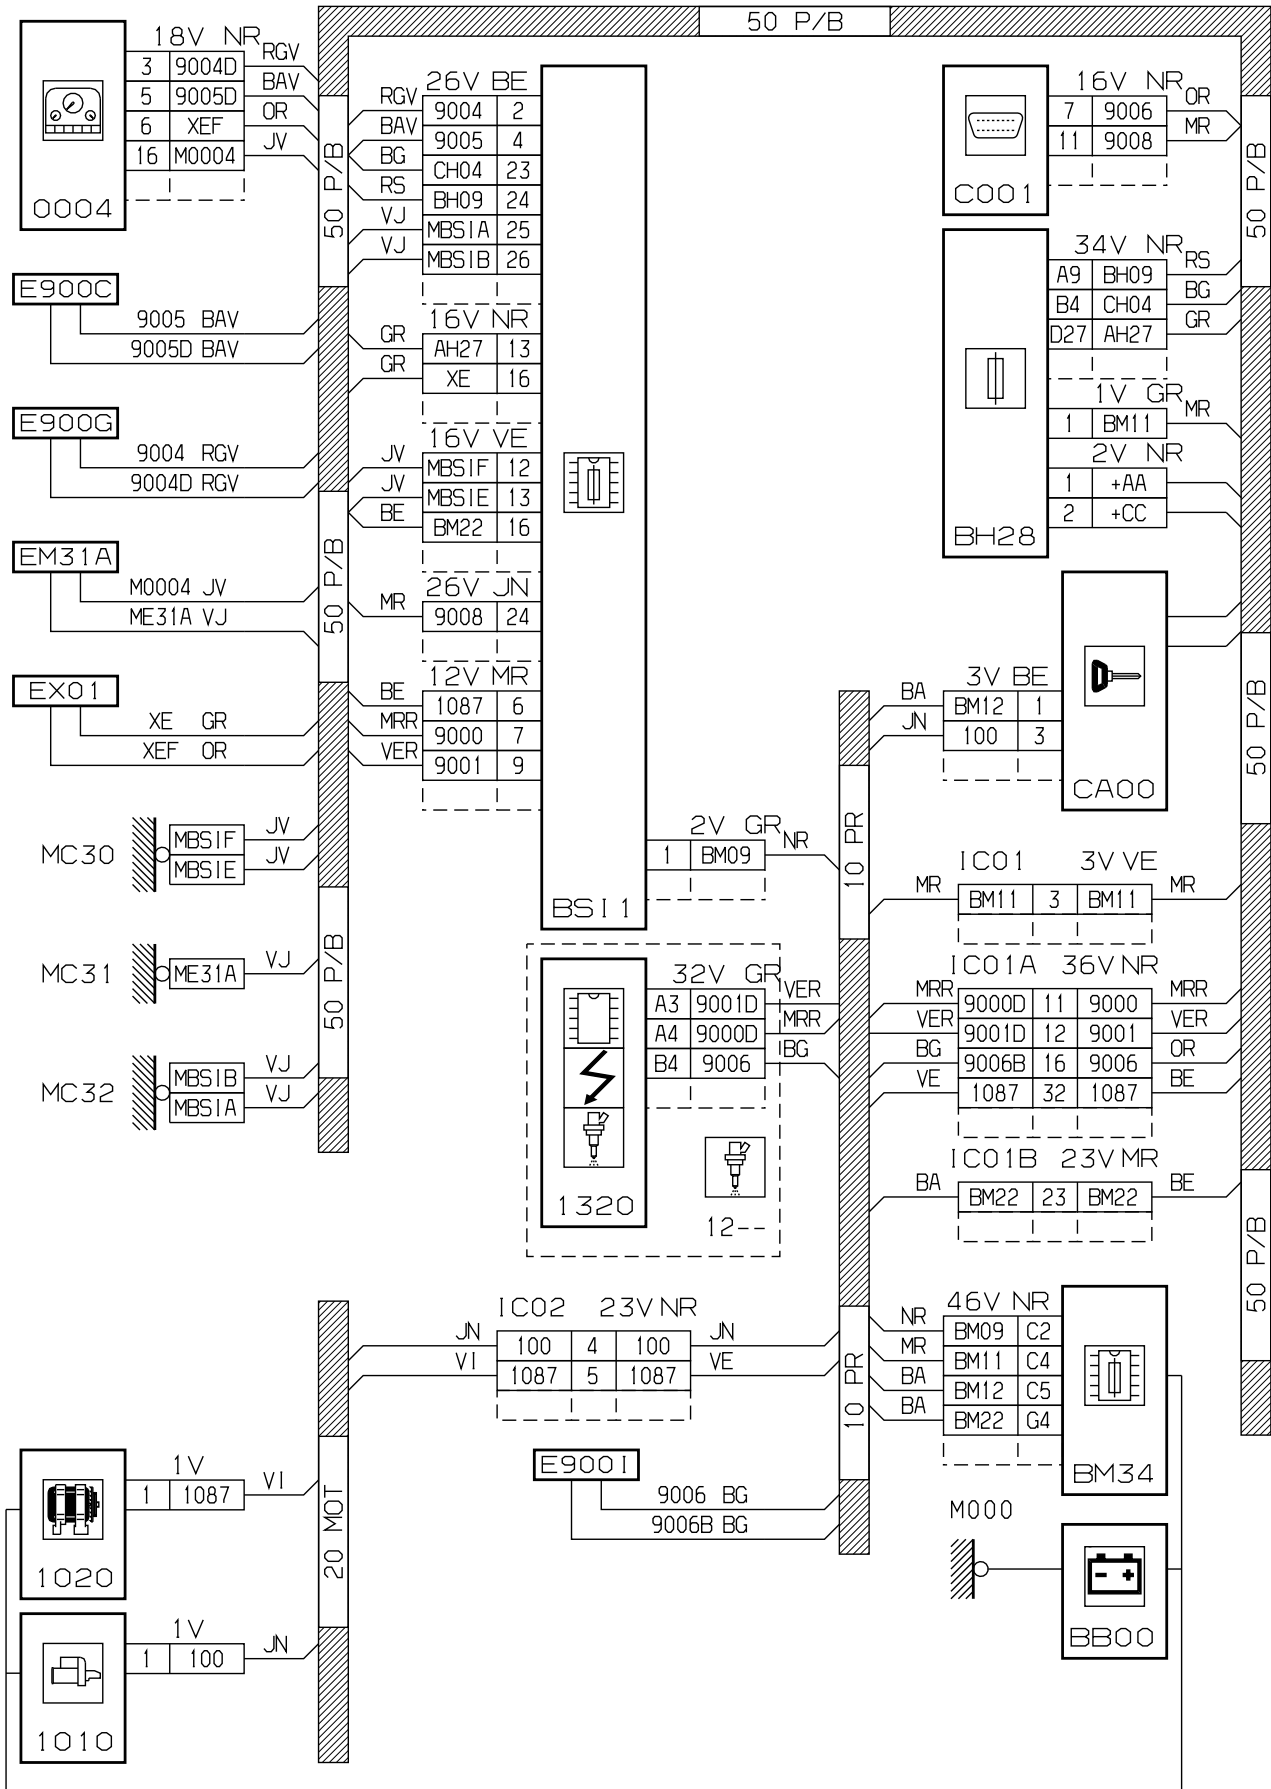 50 P/B
18V NR
3 9004D RGV
5 9005D BAV
6 XEF OR
16 M0004 JV
0004
50 P/B
26V BE
RGV 9004 2
BAV 9005 4
BG CH04 23
RS BH09 24
VJ MBSIA 25
VJ MBSIB 26
16V NR
GR AH27 13
GR XE 16
16V VE
JV MBSIF 12
JV MBSIE 13
BE BM22 16
26V JN
MR 9008 24
12V MR
BE 1087 6
MRR 9000 7
VER 9001 9
2V GR
1 BM09 NR
BSI1
16V NR
7 9006 OR
11 9008 MR
C001
50 P/B
34V NR
A9 BH09 RS
B4 CH04 BG
D27 AH27 GR
1V GR
1 BM11 MR
2V NR
1 +AA
2 +CC
BH28
E900C
9005 BAV
9005D BAV
E900G
9004 RGV
9004D RGV
50 P/B
EM31A
M0004 JV
ME31A VJ
EX01
XE GR
XEF OR
3V BE
BA BM12 1
JN 100 3
CA00
50 P/B
MC30
MBSIF JV
MBSIE JV
10 PR
MC31
ME31A VJ
50 P/B
MC32
MBSIB VJ
MBSIA VJ
32V GR
A3 9001D VER
A4 9000D MRR
B4 9006 BG
1320
12--
IC01 3V VE
MR BM11 3 BM11 MR
IC01A 36V NR
MRR 9000D 11 9000 MRR
VER 9001D 12 9001 VER
BG 9006B 16 9006 OR
VE 1087 32 1087 BE
IC01B 23V MR
BA BM22 23 BM22 BE
50 P/B
IC02 23V NR
JN 100 4 100 JN
VI 1087 5 1087 VE
10 PR
46V NR
NR BM09 C2
MR BM11 C4
BA BM12 C5
BA BM22 G4
BM34
E900I
9006 BG
9006B BG
1V
1 1087 VI
1020
20 MOT
1V
1 100 JN
1010
M000
BB00